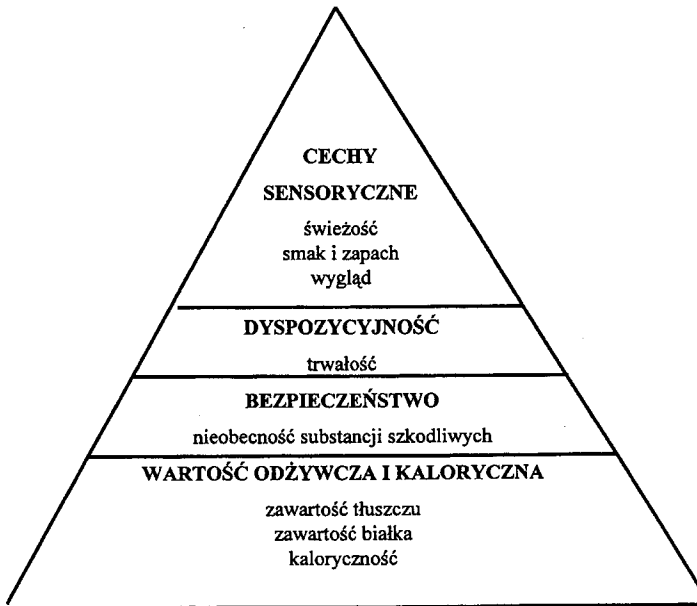 CECHY
SENSORYCZNE
świeżość
smak i zapach
wygląd
DYSPOZYCYJNOŚĆ
trwałość
BEZPIECZEŃSTWO
nieobecność substancji szkodliwych
WARTOŚĆ ODŻYWCZA I KALORYCZNA
zawartość tłuszczu
zawartość białka
kaloryczność